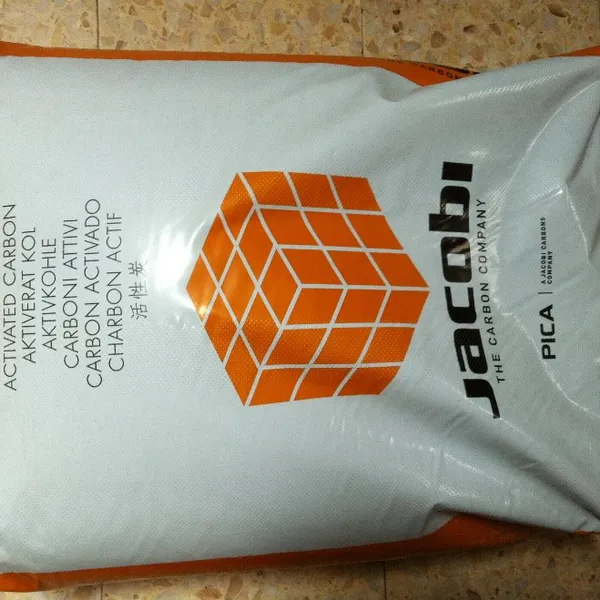 ACTIVATED CARBON
AKTIVERAT KOL
AKTIVKOHLE
CARBONI ATTIVI
CARBON ACTIVADO
CHARBON ACTIF
活性炭
Jacobi
THE CARBON COMPANY
PICA
A JACOBI CARBONS
COMPANY